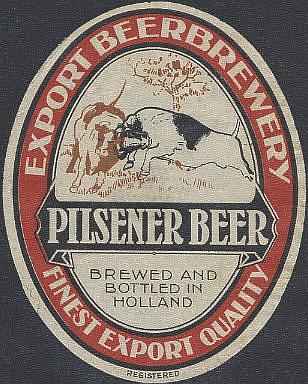 EXPORT BEERBREWERY
PILSENER BEER
BREWED AND
BOTTLED IN
HOLLAND
FINEST EXPORT QUALITY
REGISTERED